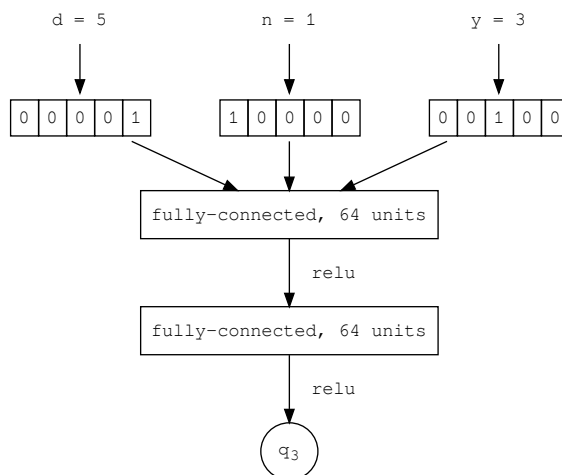 d = 5 n = 1 y = 3
0 0 0 0 1 1 0 0 0 0 0 0 1 0 0
fully-connected, 64 units
relu
fully-connected, 64 units
relu
q₃